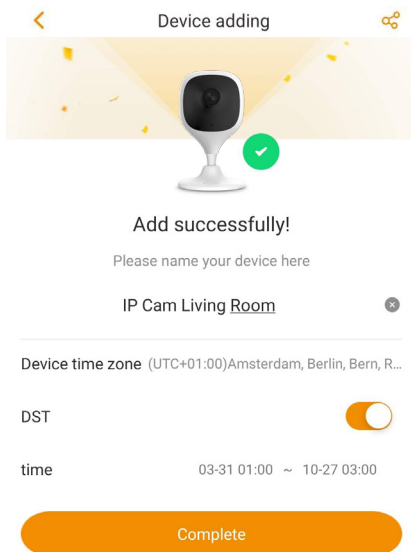 Device adding
Add successfully!
Please name your device here
IP Cam Living Room
Device time zone (UTC+01:00)Amsterdam, Berlin, Bern, R...
DST
time 03-31 01:00 ~ 10-27 03:00
Complete